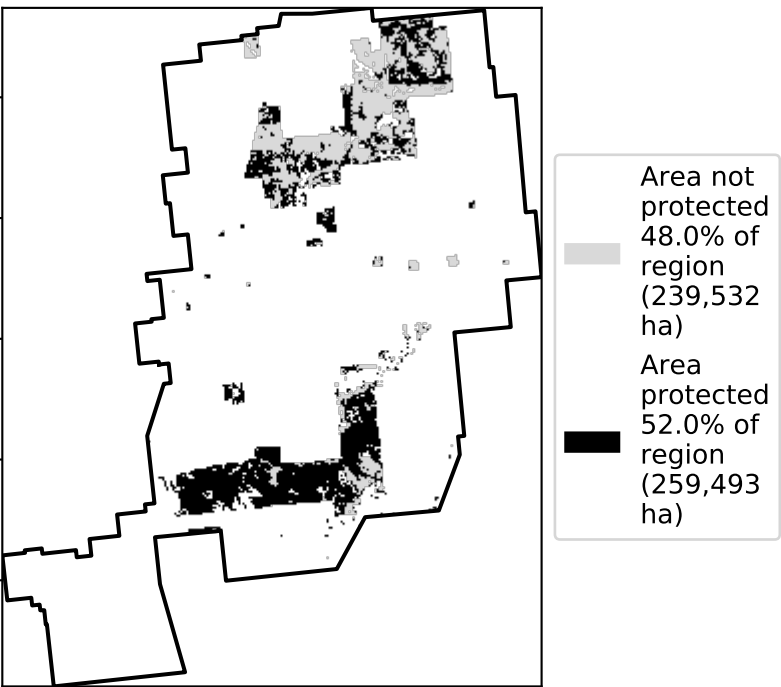 Area not
protected
48.0% of
region
(239,532
ha)
Area
protected
52.0% of
region
(259,493
ha)